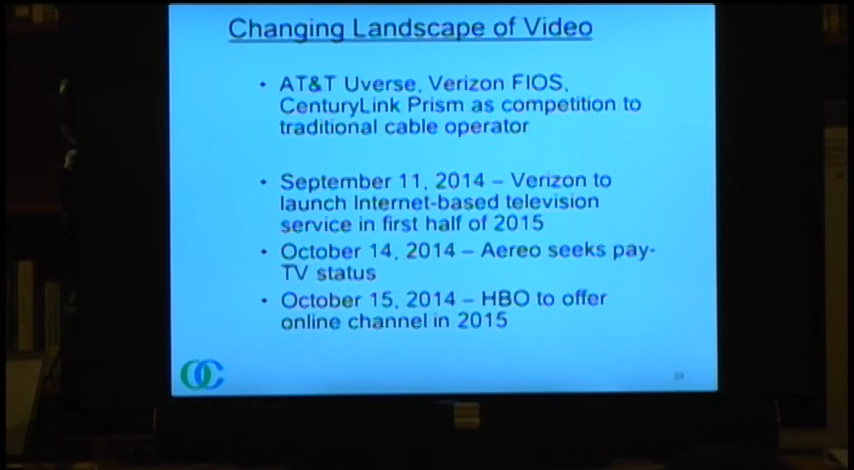 Changing Landscape of Video
• AT&T Uverse, Verizon FIOS,
CenturyLink Prism as competition to
traditional cable operator
• September 11, 2014 – Verizon to
launch Internet-based television
service in first half of 2015
• October 14, 2014 – Aereo seeks pay-
TV status
• October 15, 2014 – HBO to offer
online channel in 2015
OC